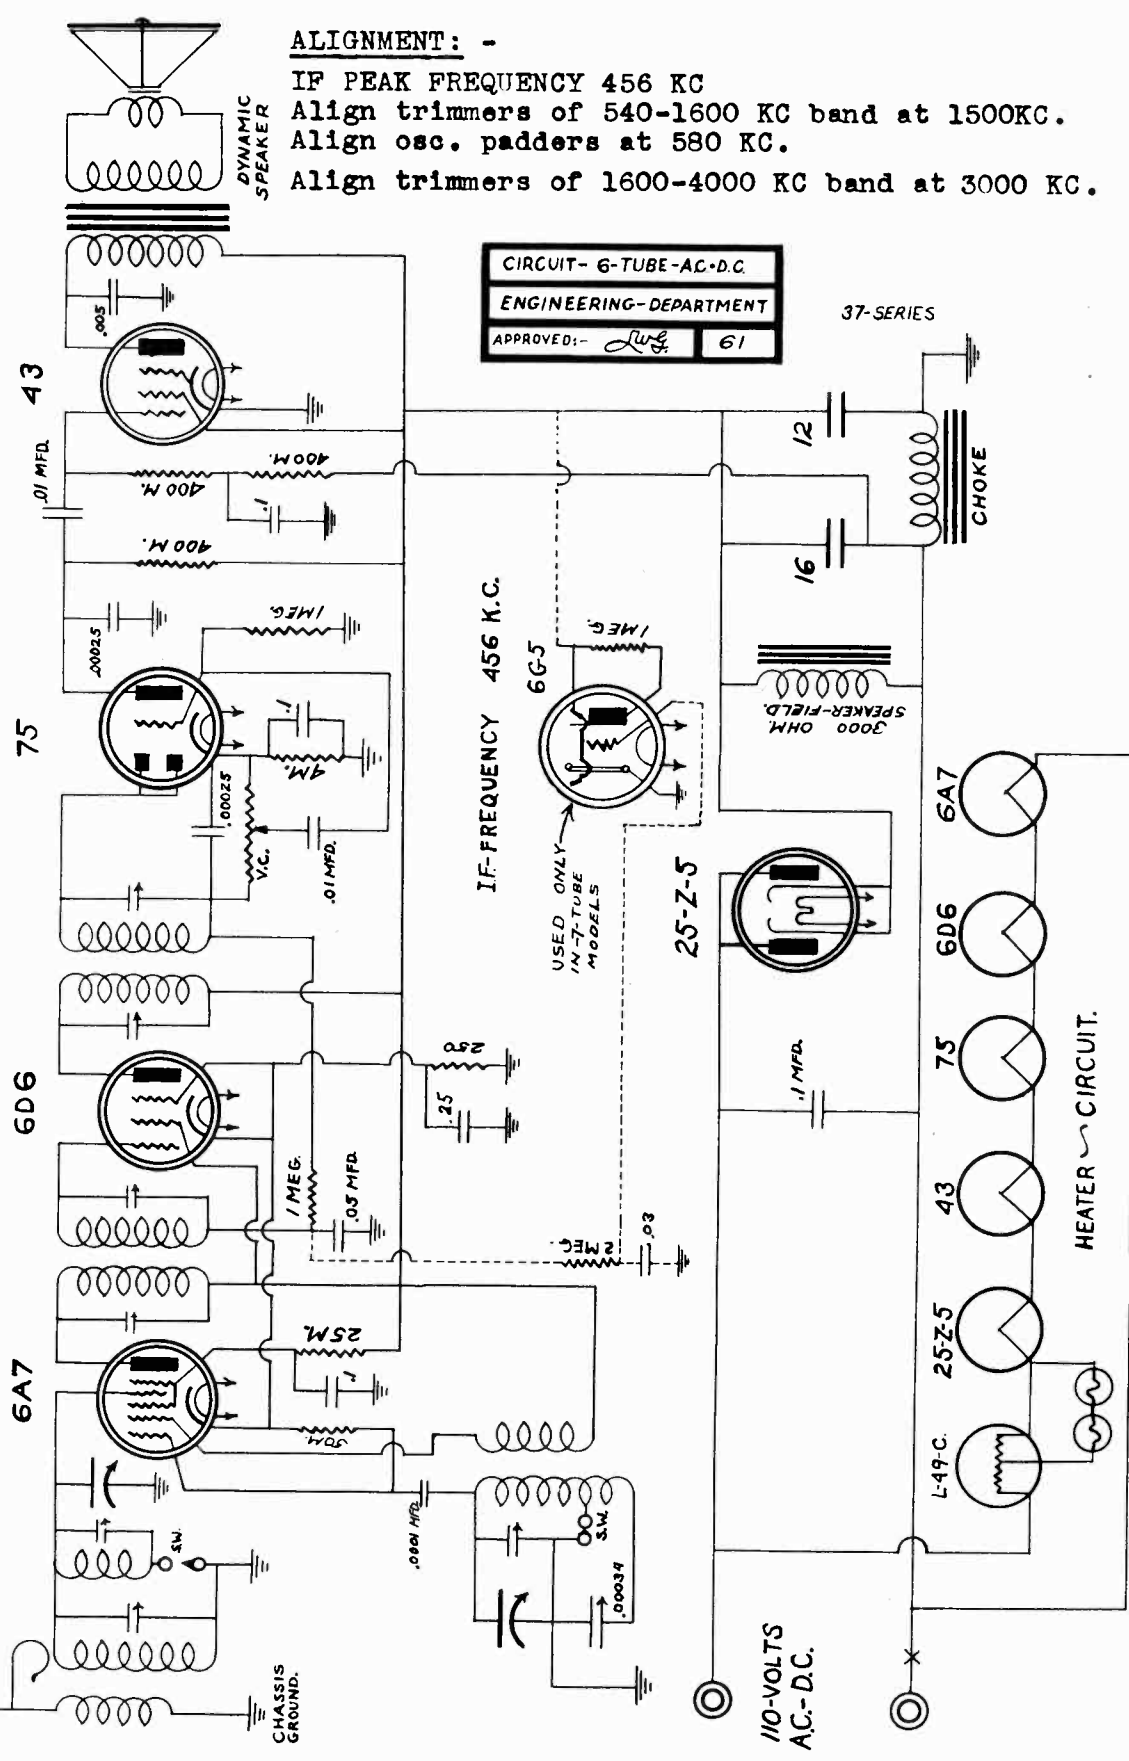 ALIGNMENT: -
IF PEAK FREQUENCY 456 KC
Align trimmers of 540-1600 KC band at 1500KC.
Align osc. padders at 580 KC.
Align trimmers of 1600-4000 KC band at 3000 KC.
DYNAMIC
SPEAKER
CIRCUIT- 6-TUBE-A.C.D.C.
ENGINEERING-DEPARTMENT
APPROVED:-
61
37-SERIES
43
.005
.01 MFD.
400 M.
400 M.
.1
400 M.
12
16
CHOKE
75
.00025
1 MEG.
.1
4M.
.00025
V.C.
.01 MFD.
I.F.-FREQUENCY 456 K.C.
6G5
1 MEG.
USED ONLY
IN-7-TUBE
MODELS
3000 OHM.
SPEAKER-FIELD.
25-Z-5
6D6
250
.25
1 MEG.
.05 MFD.
2 MEG.
.03
.1 MFD.
6A7
25M.
.1
50M.
.0001 MFD.
S.W.
S.W.
.00034
CHASSIS
GROUND.
110-VOLTS
A.C.-D.C.
6A7
6D6
75
43
25-Z-5
L-49-C.
HEATER CIRCUIT.